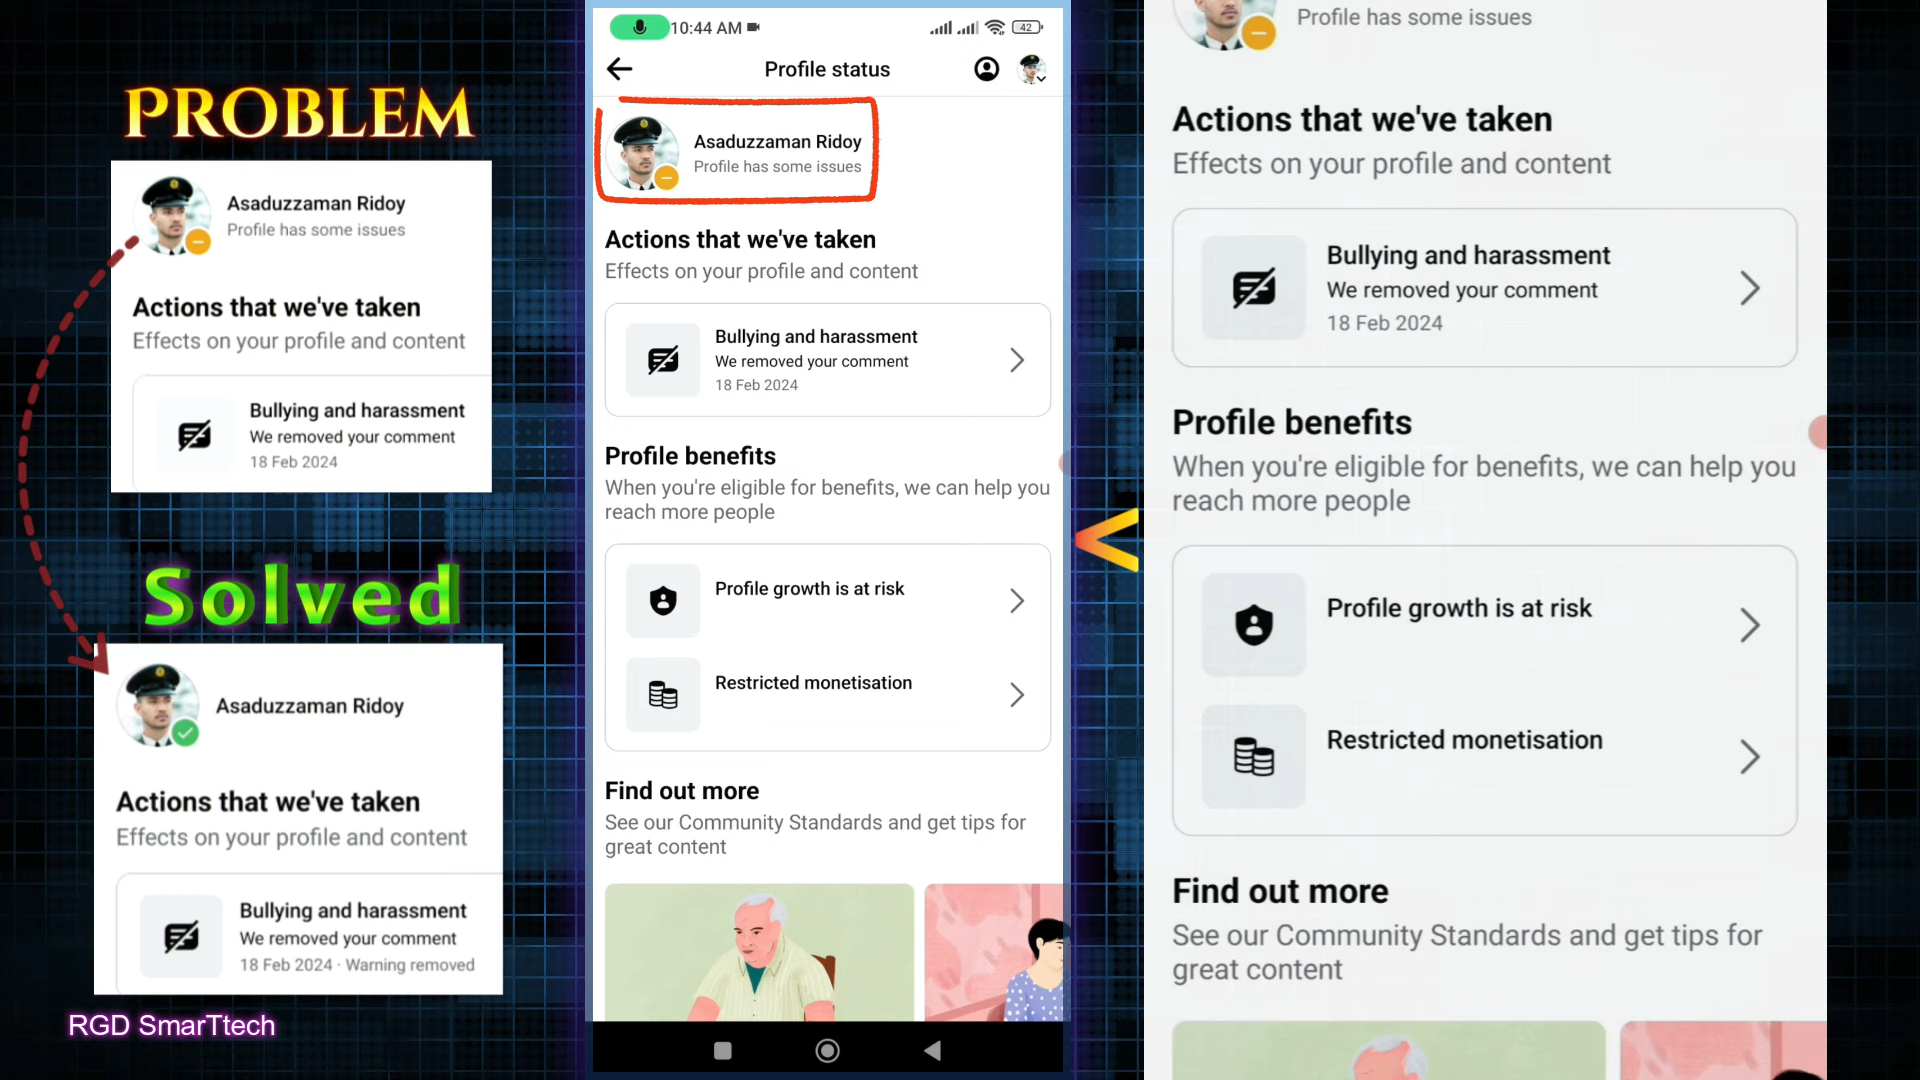 PROBLEM
Asaduzzaman Ridoy
Profile has some issues
Actions that we've taken
Effects on your profile and content
Bullying and harassment
We removed your comment
18 Feb 2024
Solved
Asaduzzaman Ridoy
Actions that we've taken
Effects on your profile and content
Bullying and harassment
We removed your comment
18 Feb 2024 · Warning removed
RGD SmarTtech
10:44 AM
42
Profile status
Asaduzzaman Ridoy
Profile has some issues
Actions that we've taken
Effects on your profile and content
Bullying and harassment
We removed your comment
18 Feb 2024
Profile benefits
When you're eligible for benefits, we can help you
reach more people
Profile growth is at risk
Restricted monetisation
Find out more
See our Community Standards and get tips for
great content
<
Profile has some issues
Actions that we've taken
Effects on your profile and content
Bullying and harassment
We removed your comment
18 Feb 2024
Profile benefits
When you're eligible for benefits, we can help you
reach more people
Profile growth is at risk
Restricted monetisation
Find out more
See our Community Standards and get tips for
great content